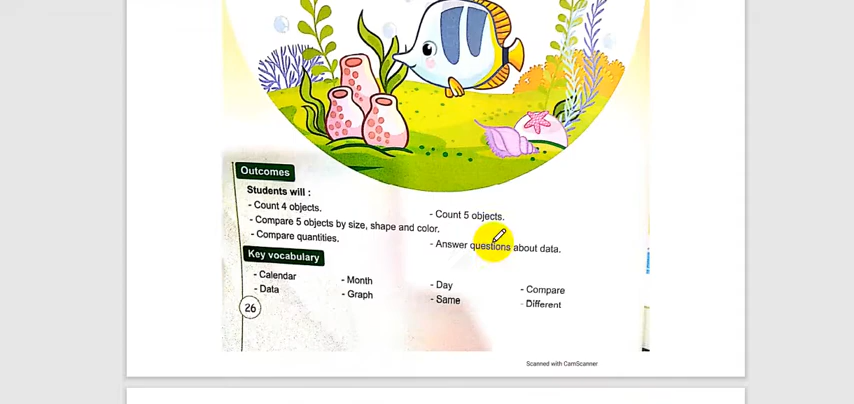 Outcomes
Students will :
- Count 4 objects.
- Count 5 objects.
- Compare 5 objects by size, shape and color.
- Compare quantities.
- Answer questions about data.
Key vocabulary
- Calendar
- Month
- Day
- Compare
- Data
- Graph
- Same
- Different
26
Scanned with CamScanner